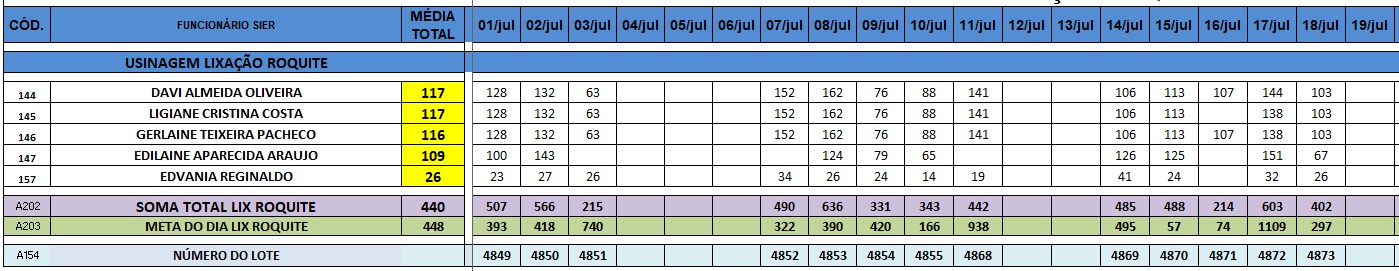 CÓD. FUNCIONÁRIO SIER MÉDIA TOTAL 01/jul 02/jul 03/jul 04/jul 05/jul 06/jul 07/jul 08/jul 09/jul 10/jul 11/jul 12/jul 13/jul 14/jul 15/jul 16/jul 17/jul 18/jul 19/jul
USINAGEM LIXAÇÃO ROQUITE
144 DAVI ALMEIDA OLIVEIRA 117 128 132 63 152 162 76 88 141 106 113 107 144 103
145 LIGIANE CRISTINA COSTA 117 128 132 63 152 162 76 88 141 106 113 138 103
146 GERLAINE TEIXEIRA PACHECO 116 128 132 63 152 162 76 88 141 106 113 107 138 103
147 EDILAINE APARECIDA ARAUJO 109 100 143 124 79 65 126 125 151 67
157 EDVANIA REGINALDO 26 23 27 26 34 26 24 14 19 41 24 32 26
A202 SOMA TOTAL LIX ROQUITE 440 507 566 215 490 636 331 343 442 485 488 214 603 402
A203 META DO DIA LIX ROQUITE 448 393 418 740 322 390 420 166 938 495 57 74 1109 297
A154 NÚMERO DO LOTE 4849 4850 4851 4852 4853 4854 4855 4868 4869 4870 4871 4872 4873